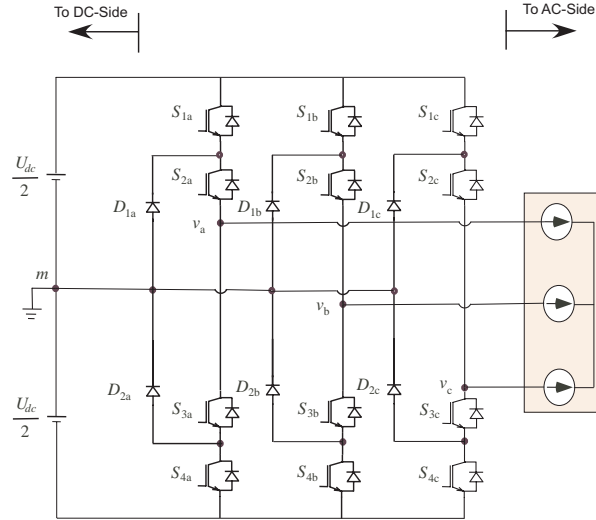 To DC-Side
To AC-Side
S1a
S1b
S1c
Udc
2
S2a
S2b
S2c
D1a
D1b
D1c
va
m
vb
D2a
D2b
D2c
vc
Udc
2
S3a
S3b
S3c
S4a
S4b
S4c